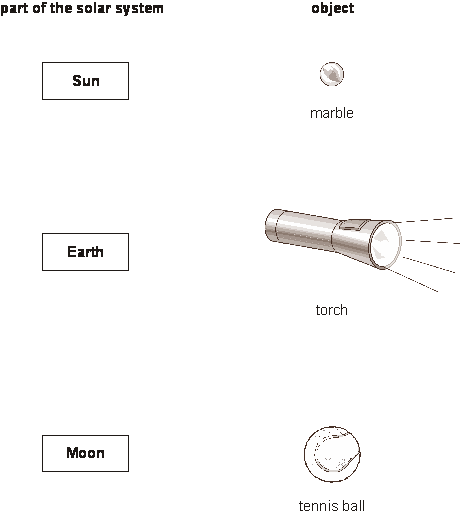 part of the solar system object
Sun
marble
Earth
torch
Moon
tennis ball